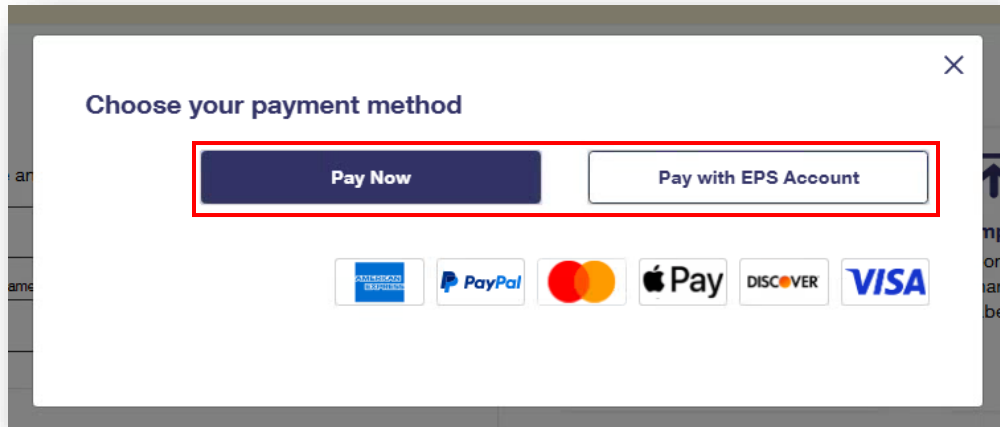 Choose your payment method
Pay Now
Pay with EPS Account
AMERICAN EXPRESS
PayPal
Pay
DISCOVER
VISA